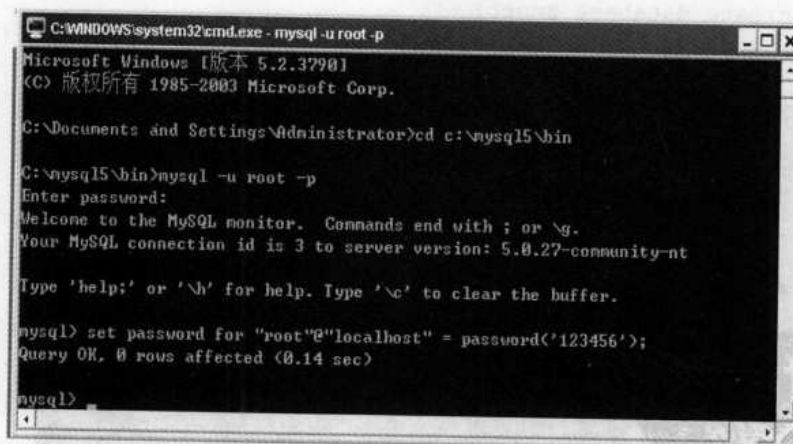 C:\WINDOWS\system32\cmd.exe - mysql -u root -p
Microsoft Windows [版本 5.2.3790]
(C) 版权所有 1985-2003 Microsoft Corp.
C:\Documents and Settings\Administrator>cd c:\mysql5\bin
C:\mysql5\bin>mysql -u root -p
Enter password:
Welcome to the MySQL monitor.  Commands end with ; or \g.
Your MySQL connection id is 3 to server version: 5.0.27-community-nt
Type 'help;' or '\h' for help. Type '\c' to clear the buffer.
mysql> set password for "root"@"localhost" = password('123456');
Query OK, 0 rows affected (0.14 sec)
mysql>